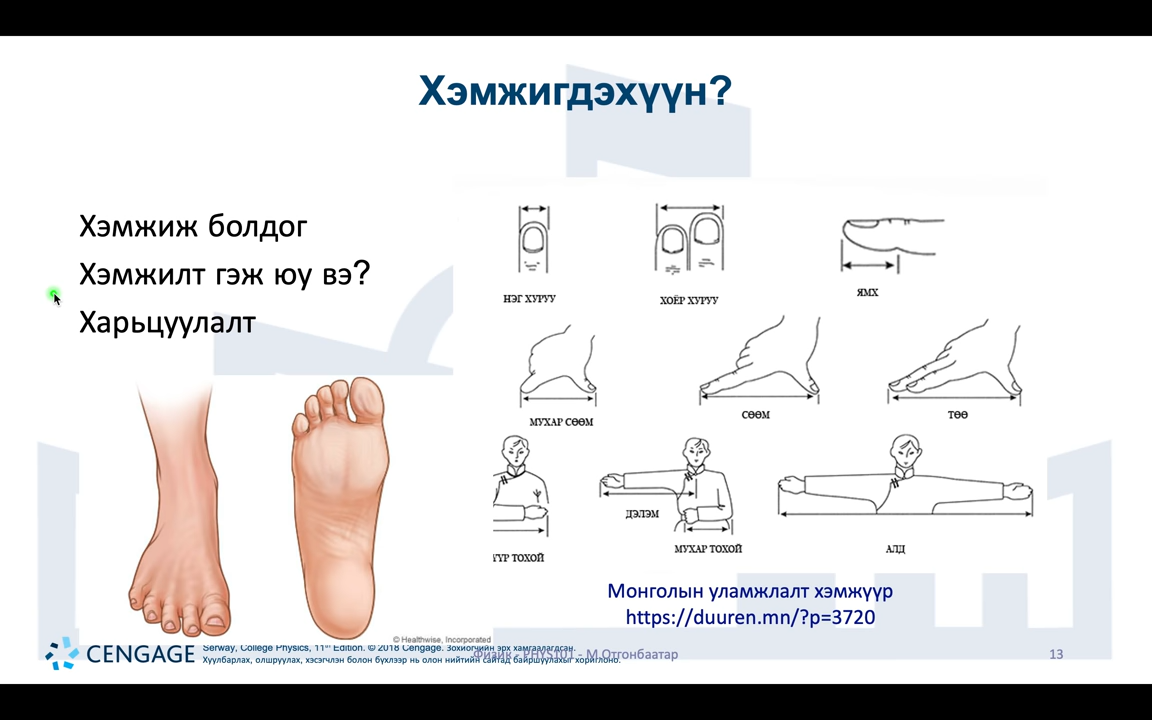 Хэмжигдэхүүн?
Хэмжиж болдог
Хэмжилт гэж юу вэ?
Харьцуулалт
НЭГ ХУРУУ
ХОЁР ХУРУУ
ЯМХ
МУХАР СӨӨМ
СӨӨМ
ТӨӨ
ҮҮР ТОХОЙ
ДЭЛЭМ
МУХАР ТОХОЙ
АЛД
Монголын уламжлалт хэмжүүр
https://duuren.mn/?p=3720
© Healthwise, Incorporated
CENGAGE
Serway, College Physics, 11ᵗʰ Edition. © 2018 Cengage. Зохиогчийн эрх хамгаалагдсан.
Хуулбарлах, олшруулах, хэсэгчлэн болон бүхлээр нь олон нийтийн сайтад байршуулахыг хориглоно.
Физик - PHYS101 - М.Отгонбаатар
13